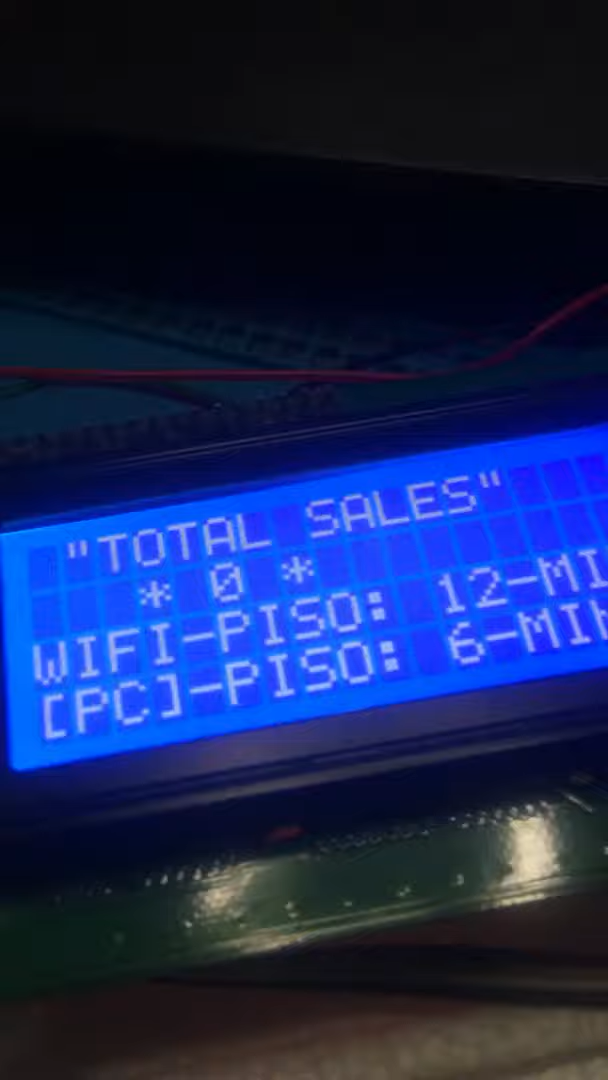 "TOTAL SALES"
* 0 *
WIFI-PISO: 12-MI
[PC]-PISO: 6-MIN